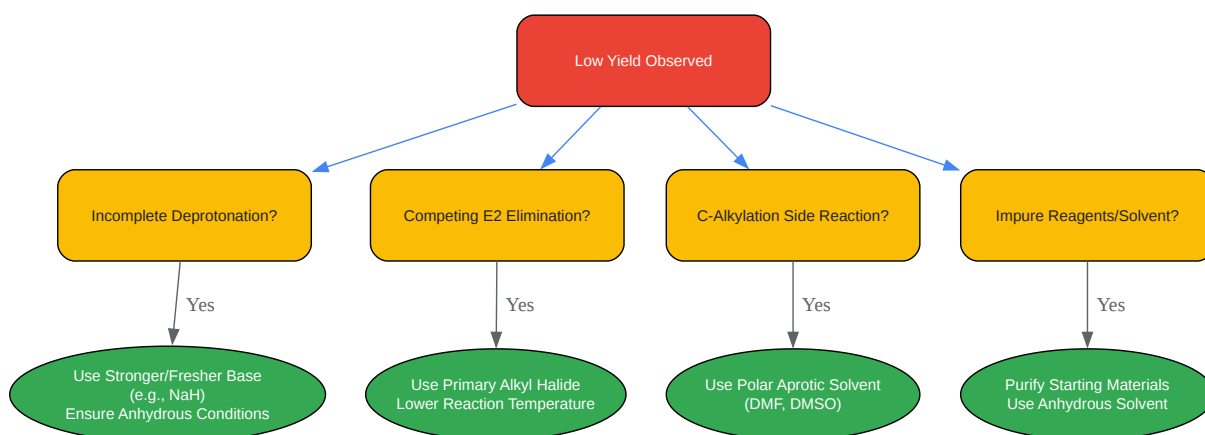 Low Yield Observed
Incomplete Deprotonation?
Competing E2 Elimination?
C-Alkylation Side Reaction?
Impure Reagents/Solvent?
Yes
Yes
Yes
Yes
Use Stronger/Fresher Base
(e.g., NaH)
Ensure Anhydrous Conditions
Use Primary Alkyl Halide
Lower Reaction Temperature
Use Polar Aprotic Solvent
(DMF, DMSO)
Purify Starting Materials
Use Anhydrous Solvent